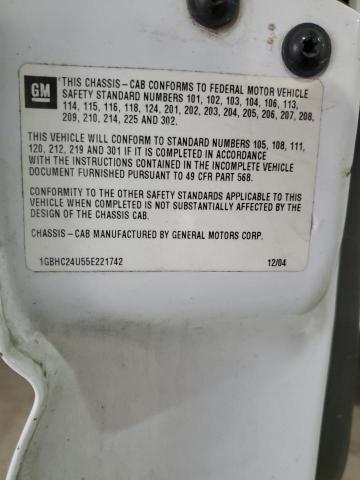 GM
THIS CHASSIS-CAB CONFORMS TO FEDERAL MOTOR VEHICLE
SAFETY STANDARD NUMBERS 101, 102, 103, 104, 106, 113,
114, 115, 116, 118, 124, 201, 202, 203, 204, 205, 206, 207, 208,
209, 210, 214, 225 AND 302.
THIS VEHICLE WILL CONFORM TO STANDARD NUMBERS 105, 108, 111,
120, 212, 219 AND 301 IF IT IS COMPLETED IN ACCORDANCE
WITH THE INSTRUCTIONS CONTAINED IN THE INCOMPLETE VEHICLE
DOCUMENT FURNISHED PURSUANT TO 49 CFR PART 568.
CONFORMITY TO THE OTHER SAFETY STANDARDS APPLICABLE TO THIS
VEHICLE WHEN COMPLETED IS NOT SUBSTANTIALLY AFFECTED BY THE
DESIGN OF THE CHASSIS CAB.
CHASSIS-CAB MANUFACTURED BY GENERAL MOTORS CORP.
1GBHC24U55E221742 12/04